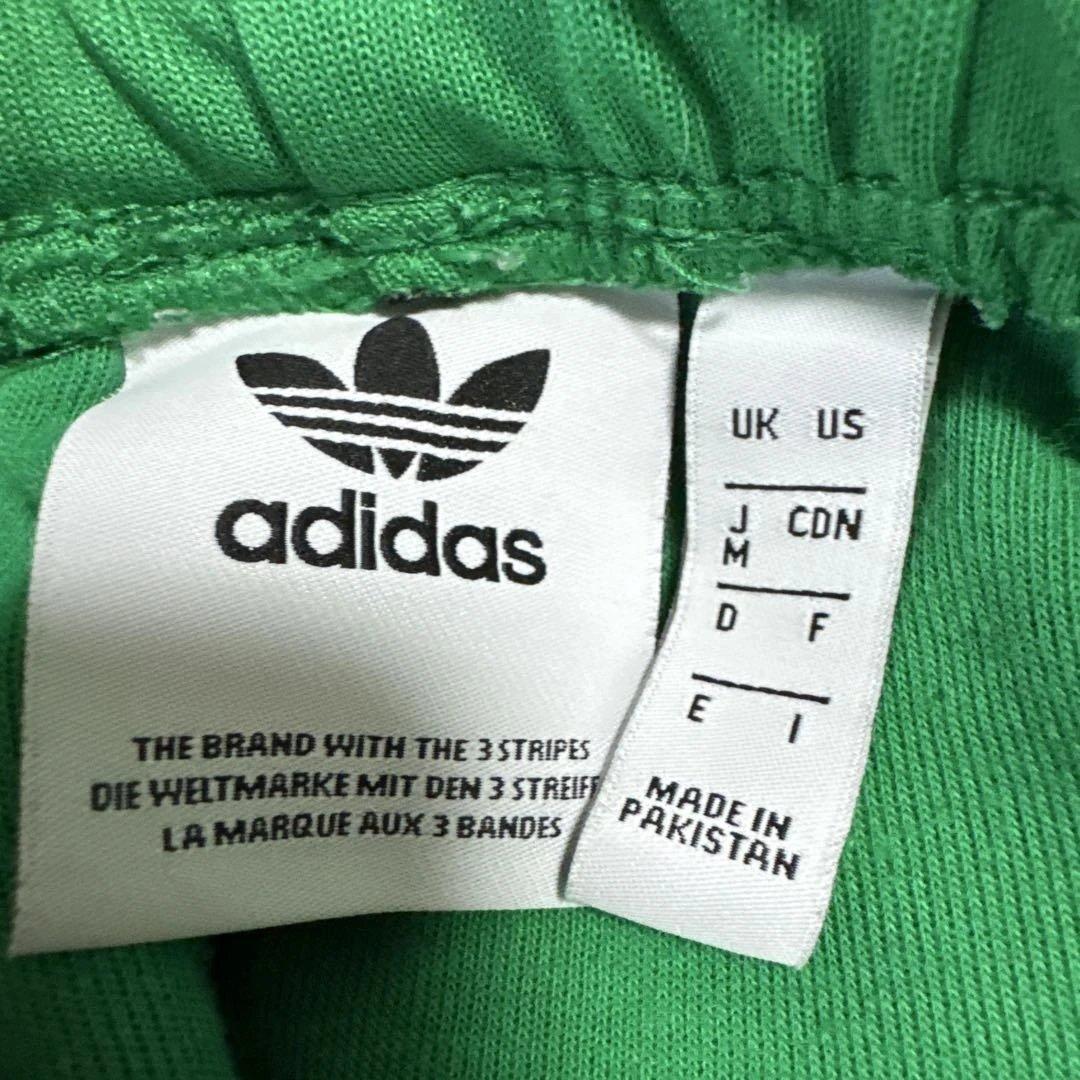 adidas
THE BRAND WITH THE 3 STRIPES
DIE WELTMARKE MIT DEN 3
LA MARQUE AUX 3 BANDES
UK US
J CDN
M
D F
E I
MADE IN
PAKISTAN